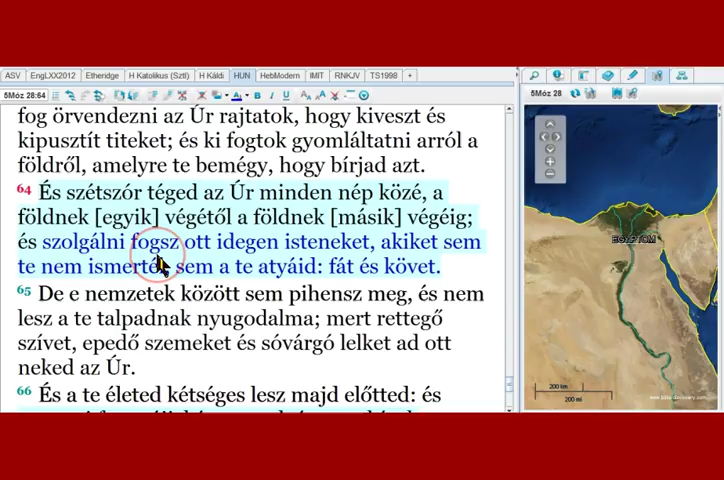 ASV EngLXX2012 Etheridge H Katolikus (SztI) H Káldi HUN HebModern IMIT RNKJV TS1998 +
5Móz 28:64
5Móz 28
fog örvendezni az Úr rajtatok, hogy kiveszt és
kipusztít titeket; és ki fogtok gyomláltatni arról a
földről, amelyre te bemégy, hogy bírjad azt.
64 És szétszór téged az Úr minden nép közé, a
földnek [egyik] végétől a földnek [másik] végéig;
és szolgálni fogsz ott idegen isteneket, akiket sem
te nem ismertél, sem a te atyáid: fát és követ.
65 De e nemzetek között sem pihensz meg, és nem
lesz a te talpadnak nyugodalma; mert rettegő
szívet, epedő szemeket és sóvárgó lelket ad ott
neked az Úr.
66 És a te életed kétséges lesz majd előtted: és
EGYIPTOM
200 km
200 mi